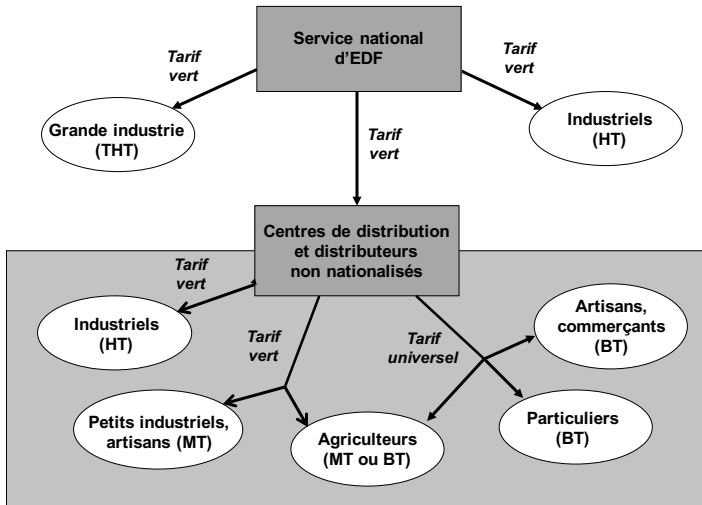 Service national
d'EDF
Tarif
vert
Tarif
vert
Grande industrie
(THT)
Industriels
(HT)
Tarif
vert
Centres de distribution
et distributeurs
non nationalisés
Tarif
vert
Industriels
(HT)
Tarif
vert
Tarif
universel
Artisans,
commerçants
(BT)
Petits industriels,
artisans (MT)
Agriculteurs
(MT ou BT)
Particuliers
(BT)